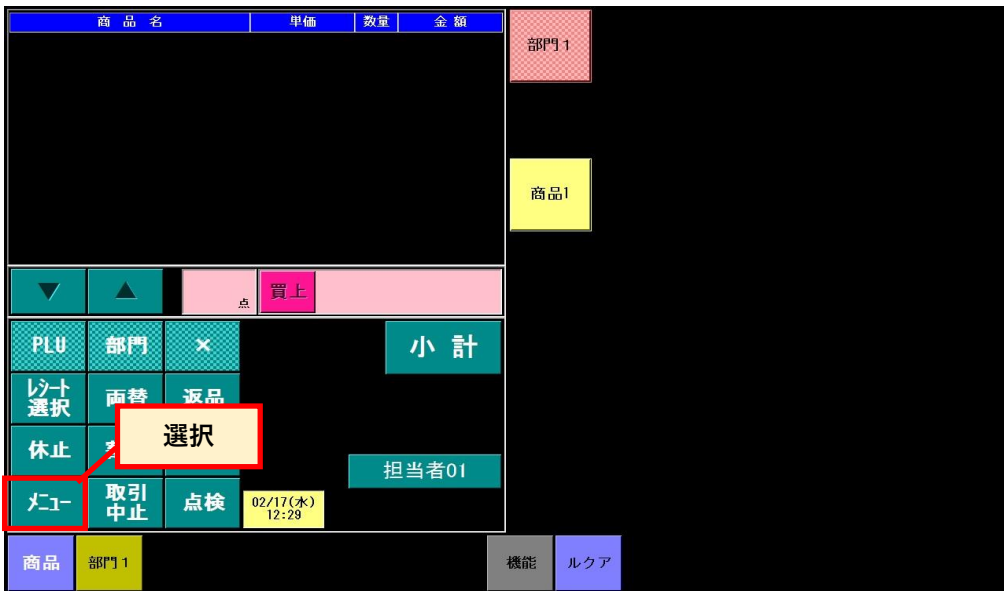 商 品 名 単価 数量 金 額
部門1
商品1
▼ ▲ 点 買上
PLU 部門 × 小 計
ﾚｼｰﾄ
選択
両替 返品
選択
休止
担当者01
ﾒﾆｭｰ
取引
中止
点検
02/17(水)
12:29
商品 部門1 機能 ルクア